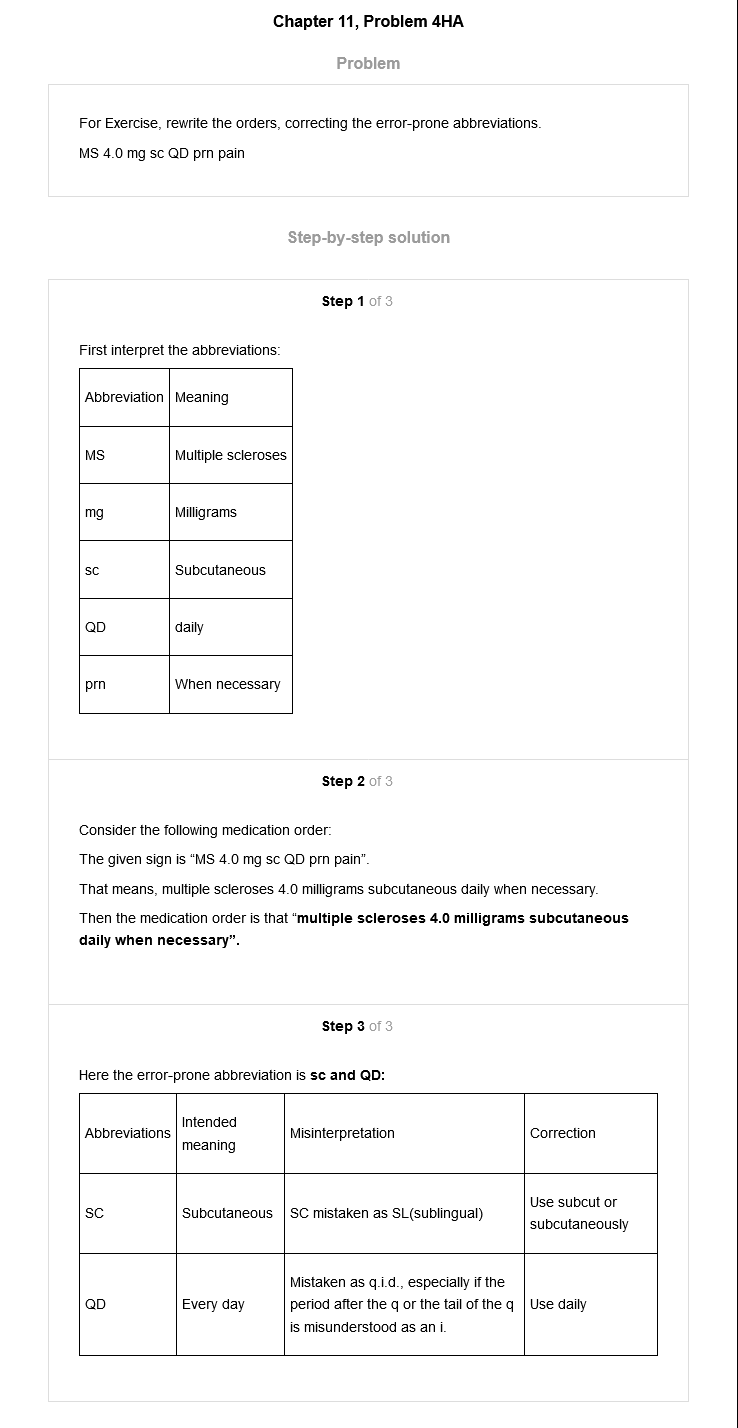 Chapter 11, Problem 4HA
Problem
For Exercise, rewrite the orders, correcting the error-prone abbreviations.
MS 4.0 mg sc QD prn pain
Step-by-step solution
Step 1 of 3
First interpret the abbreviations:
Abbreviation Meaning
MS Multiple scleroses
mg Milligrams
sc Subcutaneous
QD daily
prn When necessary
Step 2 of 3
Consider the following medication order:
The given sign is “MS 4.0 mg sc QD prn pain”.
That means, multiple scleroses 4.0 milligrams subcutaneous daily when necessary.
Then the medication order is that “multiple scleroses 4.0 milligrams subcutaneous
daily when necessary”.
Step 3 of 3
Here the error-prone abbreviation is sc and QD:
Abbreviations Intended meaning Misinterpretation Correction
SC Subcutaneous SC mistaken as SL(sublingual) Use subcut or subcutaneously
QD Every day Mistaken as q.i.d., especially if the period after the q or the tail of the q is misunderstood as an i. Use daily